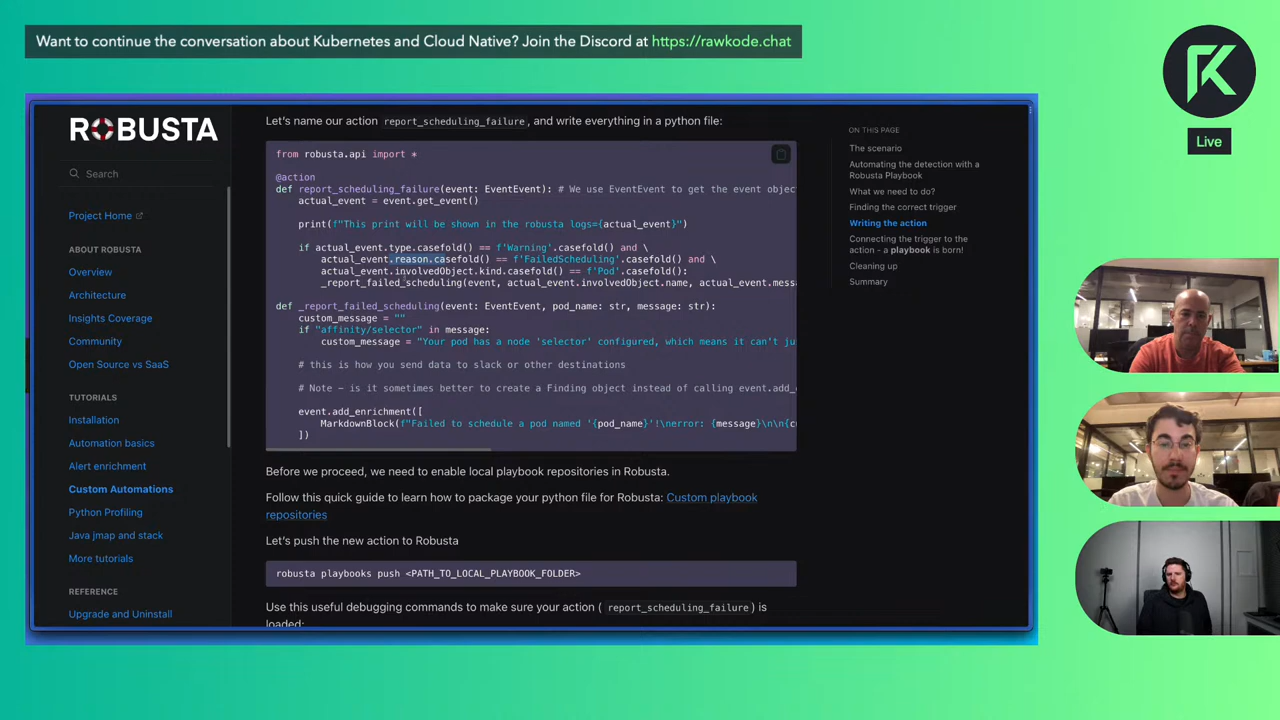 Want to continue the conversation about Kubernetes and Cloud Native? Join the Discord at https://rawkode.chat
Live
ROBUSTA
Search
Project Home
ABOUT ROBUSTA
Overview
Architecture
Insights Coverage
Community
Open Source vs SaaS
TUTORIALS
Installation
Automation basics
Alert enrichment
Custom Automations
Python Profiling
Java jmap and stack
More tutorials
REFERENCE
Upgrade and Uninstall
Let's name our action report_scheduling_failure, and write everything in a python file:
from robusta.api import *
@action
def report_scheduling_failure(event: EventEvent): # We use EventEvent to get the event objec
actual_event = event.get_event()
print(f"This print will be shown in the robusta logs={actual_event}")
if actual_event.type.casefold() == f'Warning'.casefold() and \
actual_event.reason.casefold() == f'FailedScheduling'.casefold() and \
actual_event.involvedObject.kind.casefold() == f'Pod'.casefold():
_report_failed_scheduling(event, actual_event.involvedObject.name, actual_event.messa
def _report_failed_scheduling(event: EventEvent, pod_name: str, message: str):
custom_message = ""
if "affinity/selector" in message:
custom_message = "Your pod has a node 'selector' configured, which means it can't ju
# this is how you send data to slack or other destinations
# Note - is it sometimes better to create a Finding object instead of calling event.add_e
event.add_enrichment([
MarkdownBlock(f"Failed to schedule a pod named '{pod_name}'!\nerror: {message}\n\n{c
])
Before we proceed, we need to enable local playbook repositories in Robusta.
Follow this quick guide to learn how to package your python file for Robusta: Custom playbook
repositories
Let's push the new action to Robusta
robusta playbooks push <PATH_TO_LOCAL_PLAYBOOK_FOLDER>
Use this useful debugging commands to make sure your action ( report_scheduling_failure ) is
loaded:
ON THIS PAGE
The scenario
Automating the detection with a
Robusta Playbook
What we need to do?
Finding the correct trigger
Writing the action
Connecting the trigger to the
action - a playbook is born!
Cleaning up
Summary